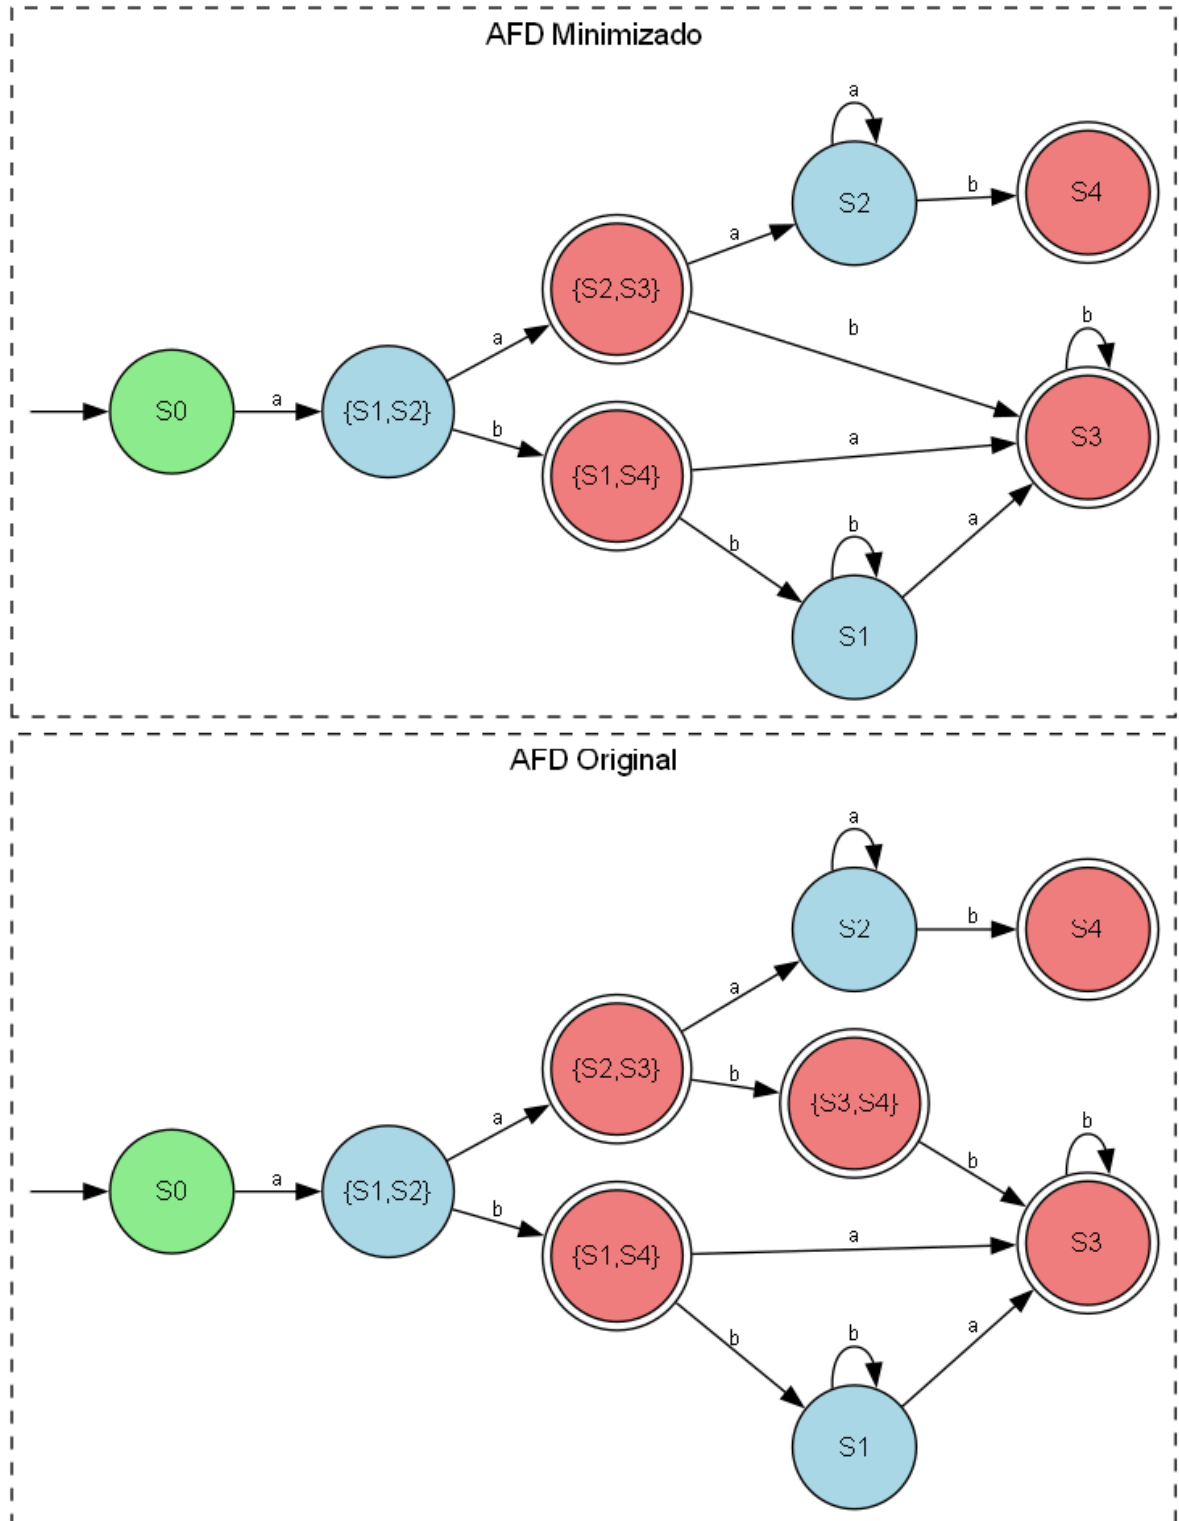 AFD Minimizado
a
S2
b
S4
a
{S2,S3}
b
b
a
S0
a
{S1,S2}
b
{S1,S4}
a
S3
b
b
a
S1
AFD Original
a
S2
b
S4
a
{S2,S3}
b
{S3,S4}
a
b
b
S0
a
{S1,S2}
b
{S1,S4}
a
S3
b
b
a
S1